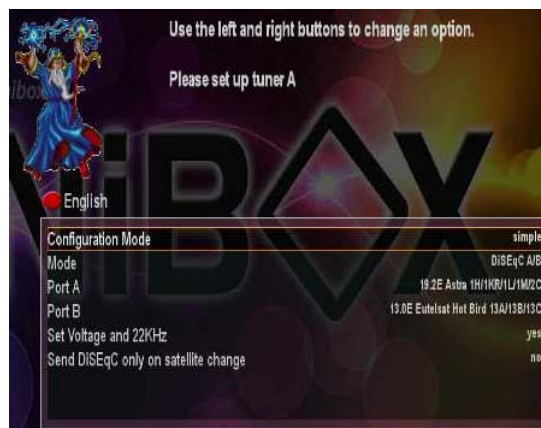 Use the left and right buttons to change an option.
Please set up tuner A
English
Configuration Mode simple
Mode DiSEqC A/B
Port A 19.2E Astra 1H/1KR/1L/1M/2C
Port B 13.0E Eutelsat Hot Bird 13A/13B/13C
Set Voltage and 22KHz yes
Send DiSEqC only on satellite change no